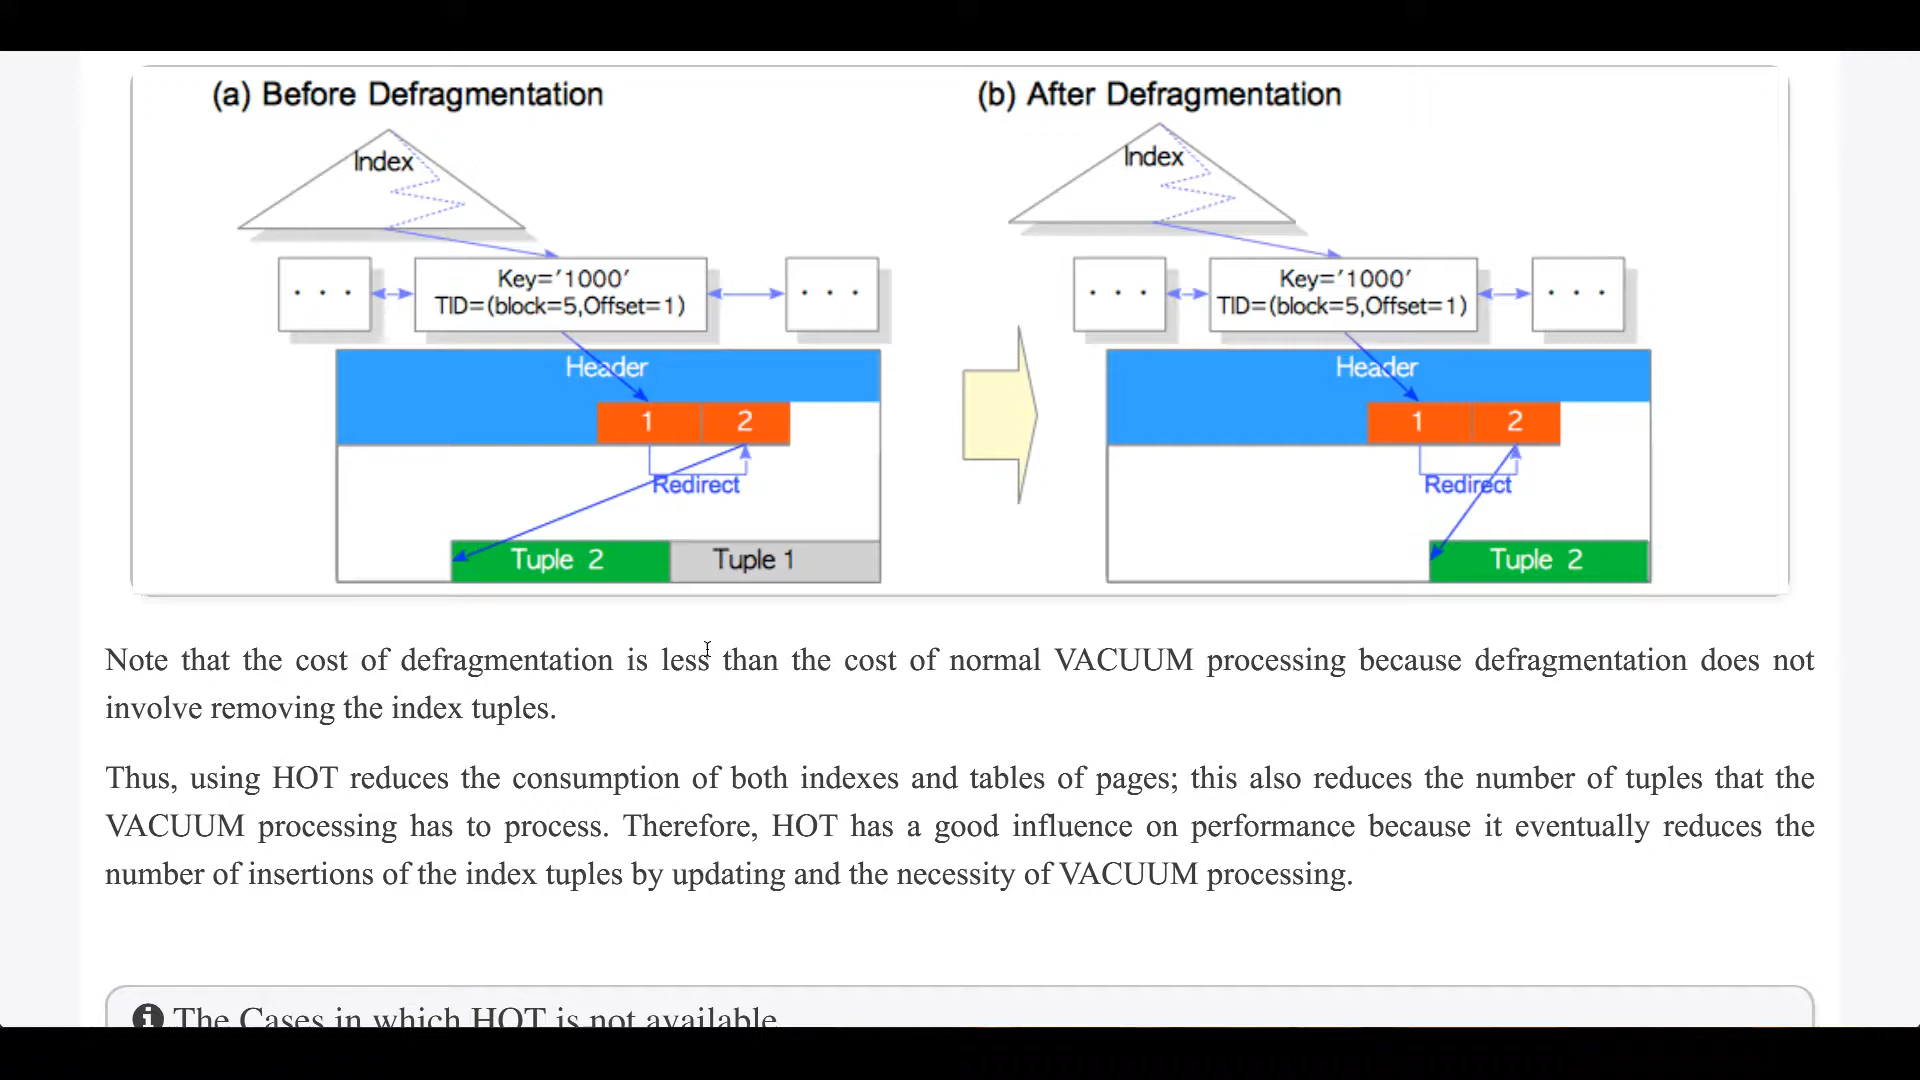 (a) Before Defragmentation
Index
· · ·
Key='1000'
TID=(block=5,Offset=1)
· · ·
Header
1 2
Redirect
Tuple 2 Tuple 1
(b) After Defragmentation
Index
· · ·
Key='1000'
TID=(block=5,Offset=1)
· · ·
Header
1 2
Redirect
Tuple 2
Note that the cost of defragmentation is less than the cost of normal VACUUM processing because defragmentation does not
involve removing the index tuples.
Thus, using HOT reduces the consumption of both indexes and tables of pages; this also reduces the number of tuples that the
VACUUM processing has to process. Therefore, HOT has a good influence on performance because it eventually reduces the
number of insertions of the index tuples by updating and the necessity of VACUUM processing.
The Cases in which HOT is not available